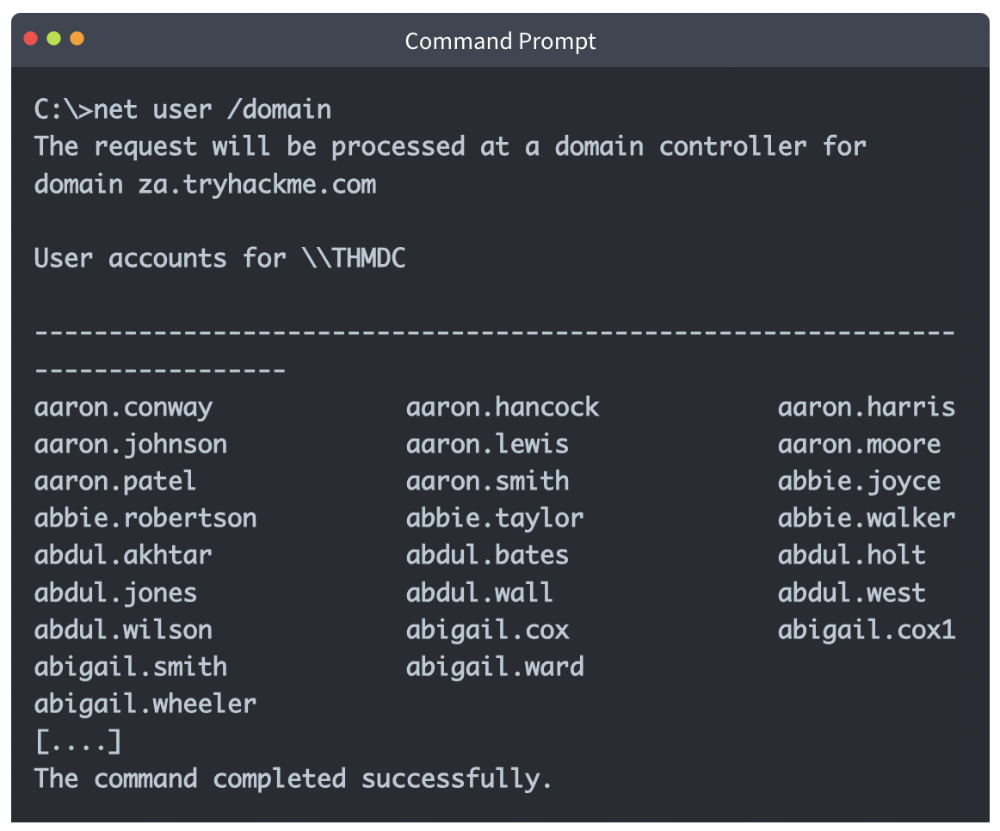 Command Prompt
C:\>net user /domain
The request will be processed at a domain controller for
domain za.tryhackme.com
User accounts for \\THMDC
--------------------------------------------------------------
-----------------
aaron.conway aaron.hancock aaron.harris
aaron.johnson aaron.lewis aaron.moore
aaron.patel aaron.smith abbie.joyce
abbie.robertson abbie.taylor abbie.walker
abdul.akhtar abdul.bates abdul.holt
abdul.jones abdul.wall abdul.west
abdul.wilson abigail.cox abigail.cox1
abigail.smith abigail.ward
abigail.wheeler
[....]
The command completed successfully.